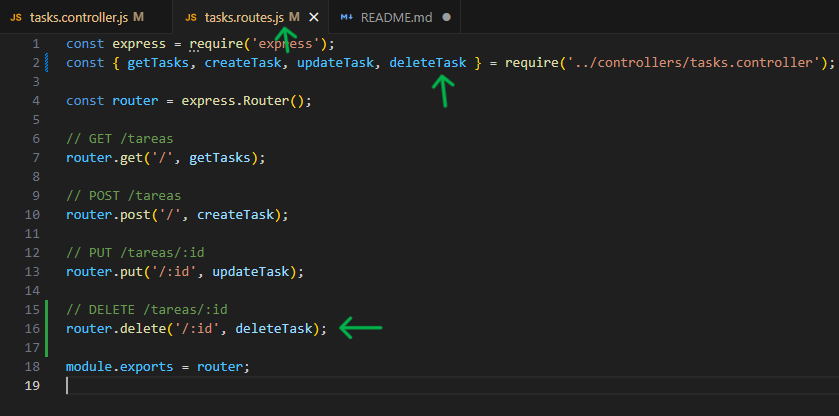 JS tasks.controller.js M JS tasks.routes.js M README.md
1 const express = require('express');
2 const { getTasks, createTask, updateTask, deleteTask } = require('../controllers/tasks.controller');
3
4 const router = express.Router();
5
6 // GET /tareas
7 router.get('/', getTasks);
8
9 // POST /tareas
10 router.post('/', createTask);
11
12 // PUT /tareas/:id
13 router.put('/:id', updateTask);
14
15 // DELETE /tareas/:id
16 router.delete('/:id', deleteTask);
17
18 module.exports = router;
19